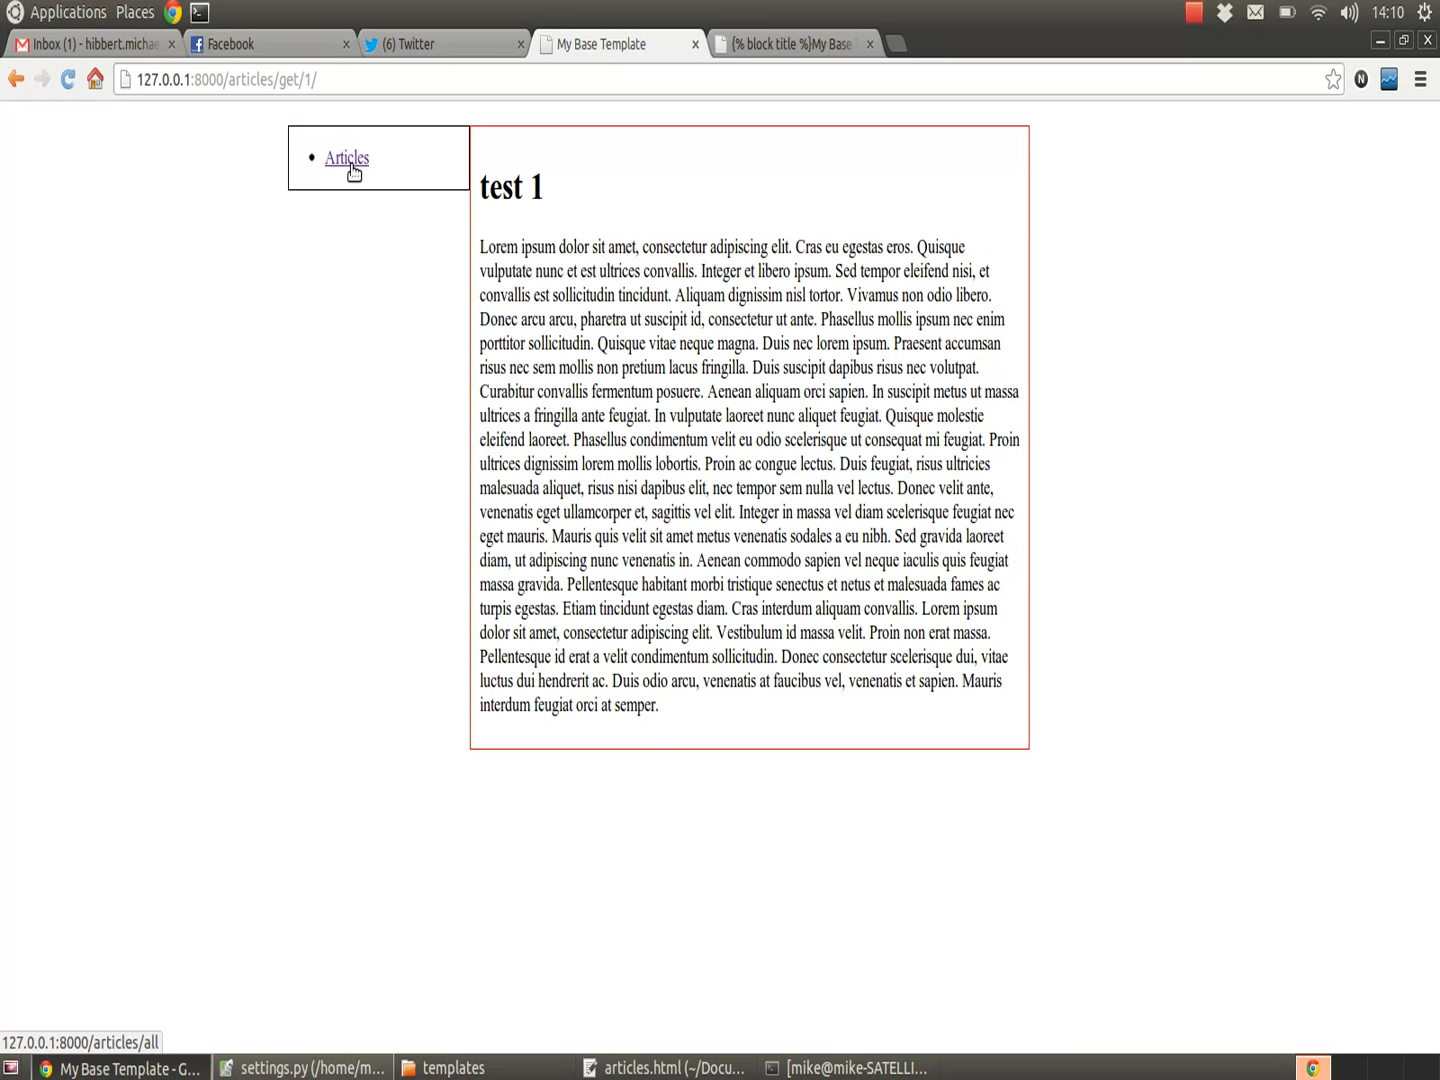 Applications Places 14:10
Inbox (1) - hibbert.michae Facebook (6) Twitter My Base Template {% block title %}My Base
127.0.0.1:8000/articles/get/1/ N
Articles
test 1
Lorem ipsum dolor sit amet, consectetur adipiscing elit. Cras eu egestas eros. Quisque
vulputate nunc et est ultrices convallis. Integer et libero ipsum. Sed tempor eleifend nisi, et
convallis est sollicitudin tincidunt. Aliquam dignissim nisl tortor. Vivamus non odio libero.
Donec arcu arcu, pharetra ut suscipit id, consectetur ut ante. Phasellus mollis ipsum nec enim
porttitor sollicitudin. Quisque vitae neque magna. Duis nec lorem ipsum. Praesent accumsan
risus nec sem mollis non pretium lacus fringilla. Duis suscipit dapibus risus nec volutpat.
Curabitur convallis fermentum posuere. Aenean aliquam orci sapien. In suscipit metus ut massa
ultrices a fringilla ante feugiat. In vulputate laoreet nunc aliquet feugiat. Quisque molestie
eleifend laoreet. Phasellus condimentum velit eu odio scelerisque ut consequat mi feugiat. Proin
ultrices dignissim lorem mollis lobortis. Proin ac congue lectus. Duis feugiat, risus ultricies
malesuada aliquet, risus nisi dapibus elit, nec tempor sem nulla vel lectus. Donec velit ante,
venenatis eget ullamcorper et, sagittis vel elit. Integer in massa vel diam scelerisque feugiat nec
eget mauris. Mauris quis velit sit amet metus venenatis sodales a eu nibh. Sed gravida laoreet
diam, ut adipiscing nunc venenatis in. Aenean commodo sapien vel neque iaculis quis feugiat
massa gravida. Pellentesque habitant morbi tristique senectus et netus et malesuada fames ac
turpis egestas. Etiam tincidunt egestas diam. Cras interdum aliquam convallis. Lorem ipsum
dolor sit amet, consectetur adipiscing elit. Vestibulum id massa velit. Proin non erat massa.
Pellentesque id erat a velit condimentum sollicitudin. Donec consectetur scelerisque dui, vitae
luctus dui hendrerit ac. Duis odio arcu, venenatis at faucibus vel, venenatis et sapien. Mauris
interdum feugiat orci at semper.
127.0.0.1:8000/articles/all
My Base Template - G... settings.py (/home/m... templates articles.html (~/Docu... [mike@mike-SATELLI...